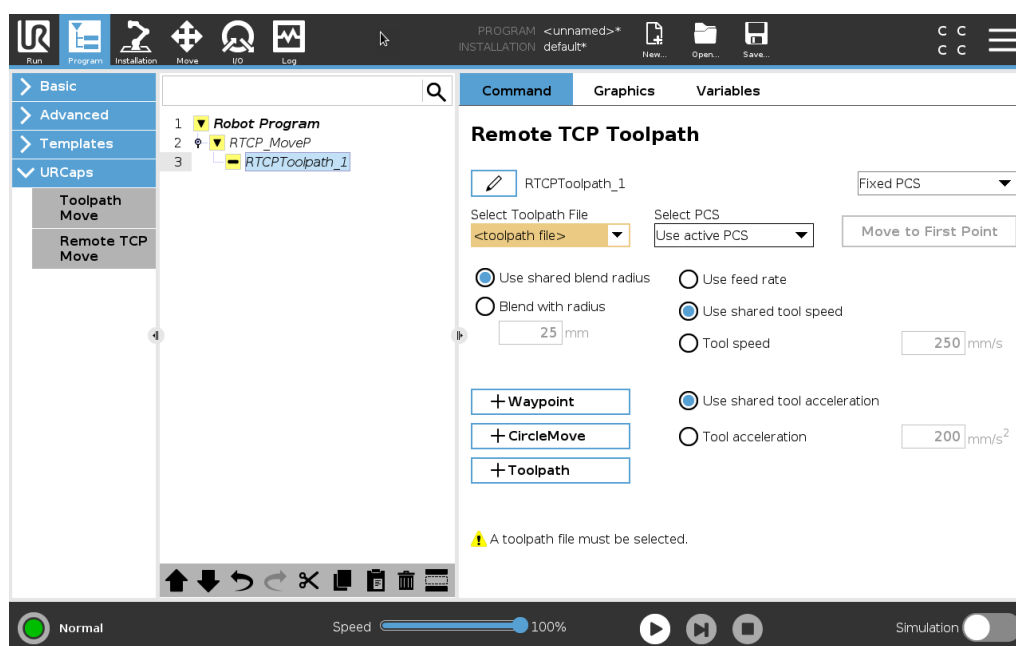 PROGRAM <unnamed>*
INSTALLATION default*
UR
Run
Program
Installation
Move
I/O
Log
New...
Open...
Save...
C C
C C
Basic
Advanced
Templates
URCaps
Toolpath
Move
Remote TCP
Move
1 Robot Program
2 RTCP_MoveP
3 RTCPToolpath_1
Command Graphics Variables
Remote TCP Toolpath
RTCPToolpath_1
Fixed PCS
Select Toolpath File
Select PCS
<toolpath file>
Use active PCS
Move to First Point
Use shared blend radius
Use feed rate
Blend with radius
Use shared tool speed
25 mm
Tool speed
250 mm/s
+ Waypoint
Use shared tool acceleration
+ CircleMove
Tool acceleration
200 mm/s²
+ Toolpath
A toolpath file must be selected.
Normal
Speed
100%
Simulation